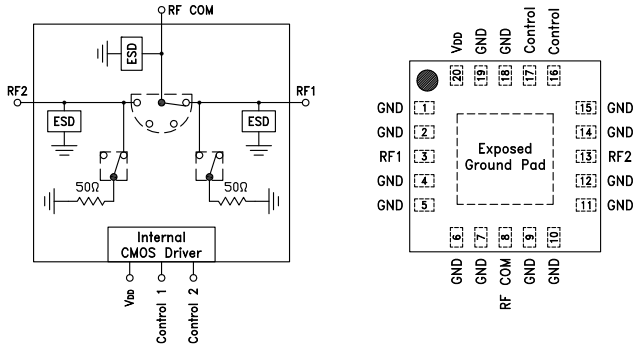 RF COM
ESD
RF2
RF1
ESD
ESD
50Ω
50Ω
Internal
CMOS Driver
VDD
Control 1
Control 2
VDD
GND
GND
Control
Control
20
19
18
17
16
GND
1
15
GND
GND
2
14
GND
RF1
3
Exposed
Ground Pad
13
RF2
GND
4
12
GND
GND
5
11
GND
6
7
8
9
10
GND
GND
RF COM
GND
GND